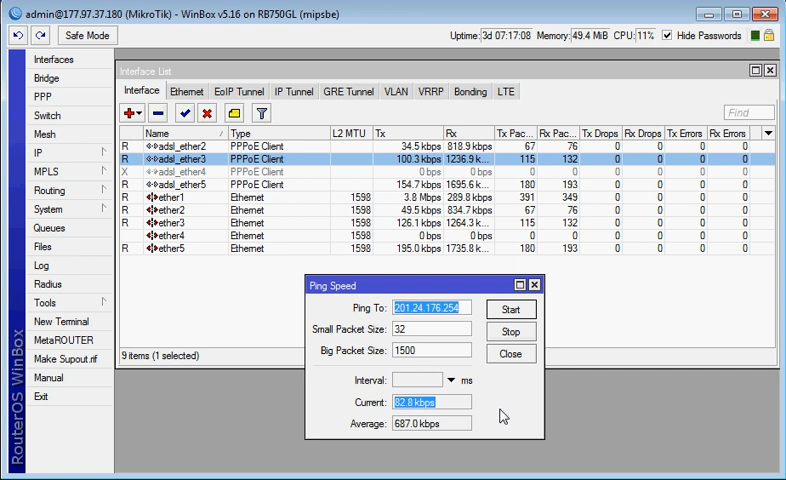 admin@177.97.37.180 (MikroTik) - WinBox v5.16 on RB750GL (mipsbe)
Safe Mode Uptime: 3d 07:17:08 Memory: 49.4 MiB CPU: 11% Hide Passwords
Interfaces
Bridge
PPP
Switch
Mesh
IP
MPLS
Routing
System
Queues
Files
Log
Radius
Tools
New Terminal
MetaROUTER
Make Supout.rif
Manual
Exit
RouterOS WinBox
Interface List
Interface Ethernet EoIP Tunnel IP Tunnel GRE Tunnel VLAN VRRP Bonding LTE
Find
Name Type L2 MTU Tx Rx Tx Pac... Rx Pac... Tx Drops Rx Drops Tx Errors Rx Errors
R adsl_ether2 PPPoE Client 34.5 kbps 818.9 kbps 67 76 0 0 0 0
R adsl_ether3 PPPoE Client 100.3 kbps 1236.9 k... 115 132 0 0 0 0
X adsl_ether4 PPPoE Client 0 bps 0 bps 0 0 0 0 0 0
R adsl_ether5 PPPoE Client 154.7 kbps 1695.6 k... 180 193 0 0 0 0
R ether1 Ethernet 1598 3.8 Mbps 289.8 kbps 391 349 0 0 0 0
R ether2 Ethernet 1598 49.5 kbps 834.7 kbps 67 76 0 0 0 0
R ether3 Ethernet 1598 126.1 kbps 1264.3 k... 115 132 0 0 0 0
ether4 Ethernet 1598 0 bps 0 bps 0 0 0 0 0 0
R ether5 Ethernet 1598 195.0 kbps 1735.8 k... 180 193 0 0 0 0
9 items (1 selected)
Ping Speed
Ping To: 201.24.176.254 Start
Small Packet Size: 32 Stop
Big Packet Size: 1500 Close
Interval: ms
Current: 82.8 kbps
Average: 687.0 kbps